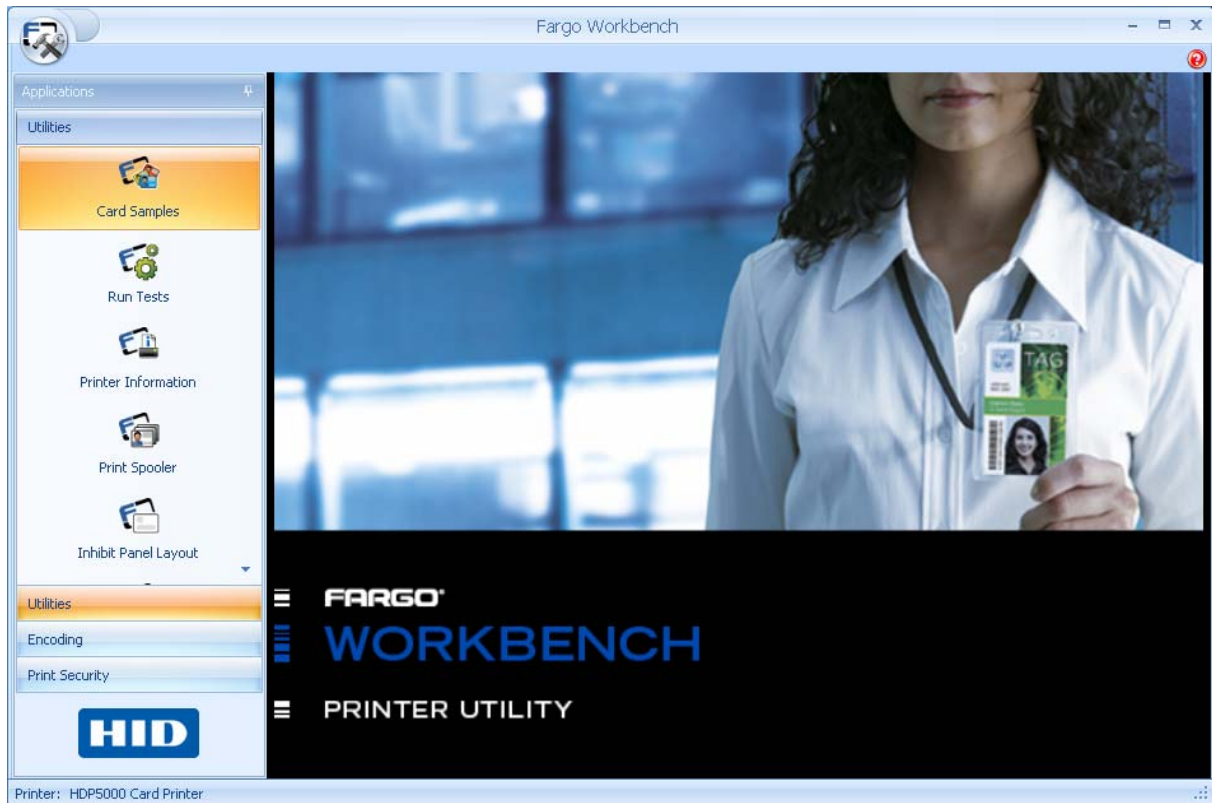 Fargo Workbench
Applications
Utilities
Card Samples
Run Tests
Printer Information
Print Spooler
Inhibit Panel Layout
Utilities
Encoding
Print Security
HID
TAG
FARGO®
WORKBENCH
PRINTER UTILITY
Printer: HDP5000 Card Printer